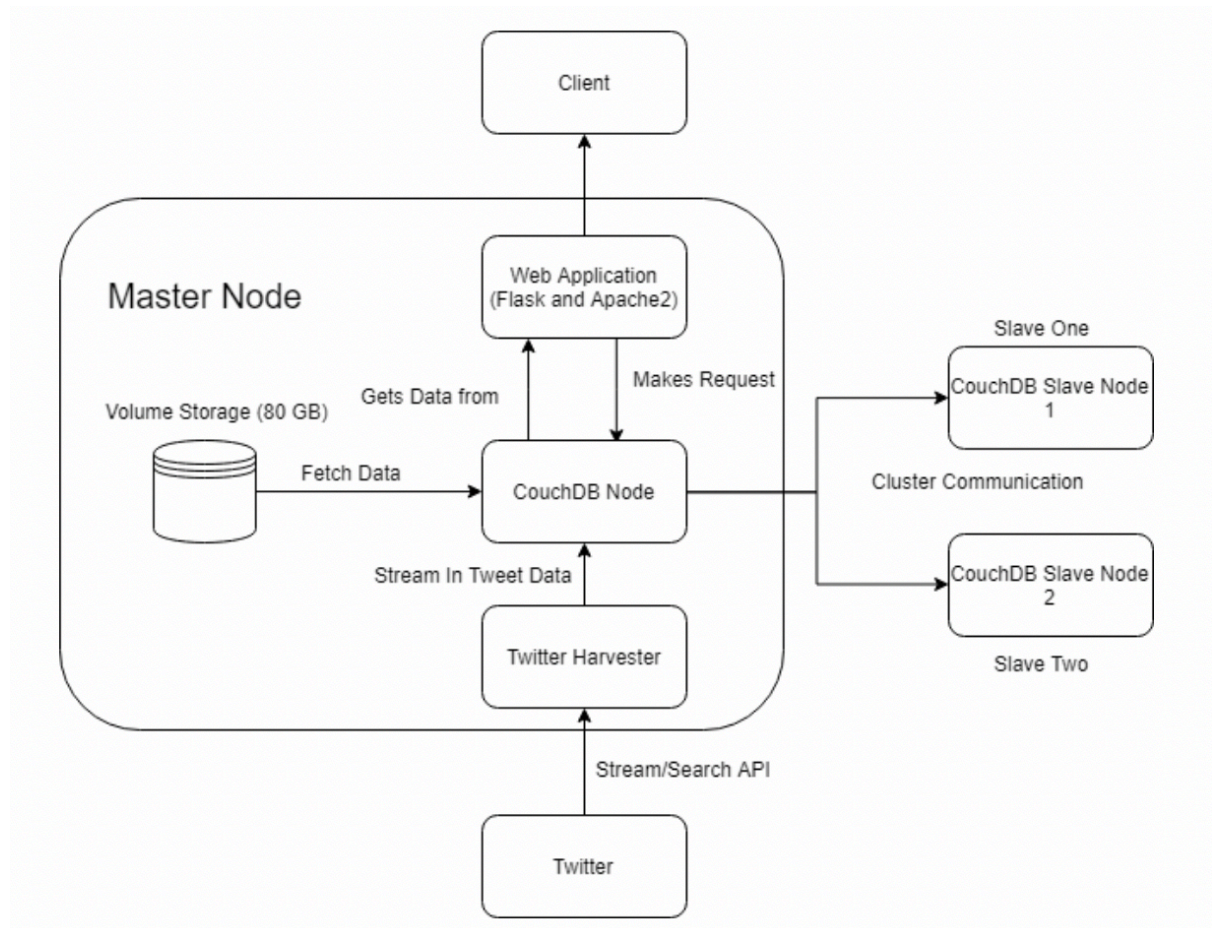 Client
Master Node
Web Application
(Flask and Apache2)
Gets Data from
Makes Request
Volume Storage (80 GB)
Fetch Data
CouchDB Node
Slave One
CouchDB Slave Node
1
Cluster Communication
CouchDB Slave Node
2
Slave Two
Stream In Tweet Data
Twitter Harvester
Stream/Search API
Twitter